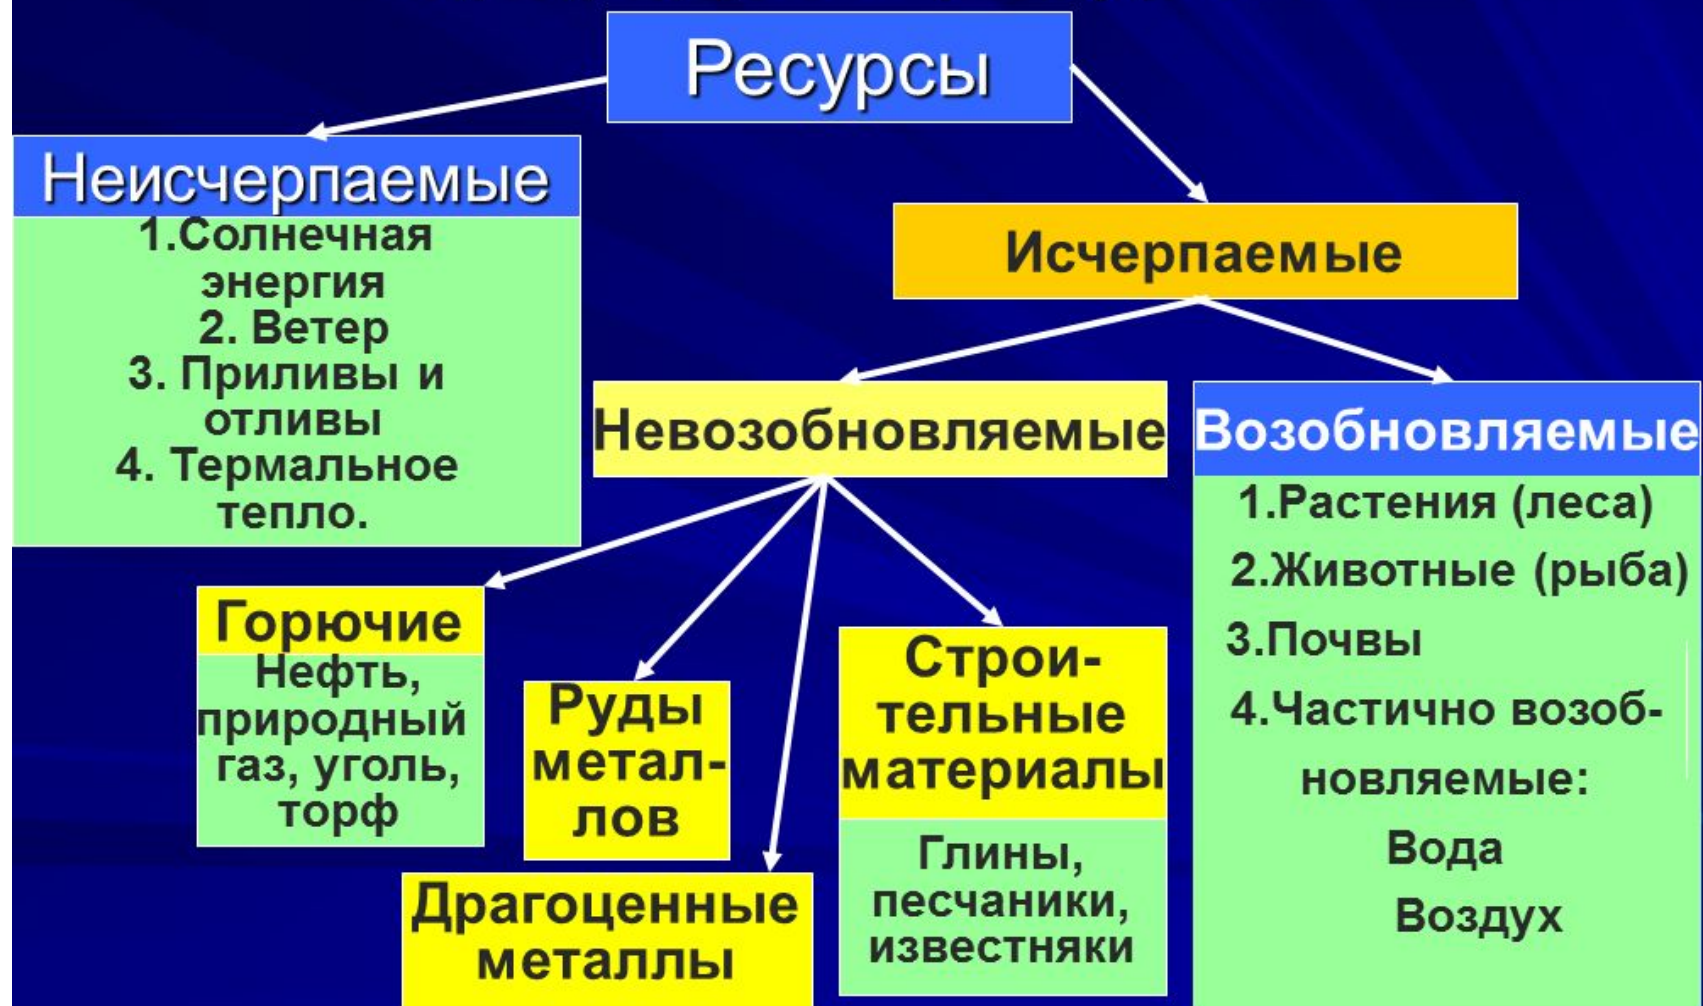 Ресурсы
Неисчерпаемые
1.Солнечная
энергия
2. Ветер
3. Приливы и
отливы
4. Термальное
тепло.
Исчерпаемые
Невозобновляемые
Возобновляемые
1.Растения (леса)
2.Животные (рыба)
3.Почвы
4.Частично возоб-
новляемые:
Вода
Воздух
Горючие
Нефть,
природный
газ, уголь,
торф
Руды
метал-
лов
Драгоценные
металлы
Строи-
тельные
материалы
Глины,
песчаники,
известняки